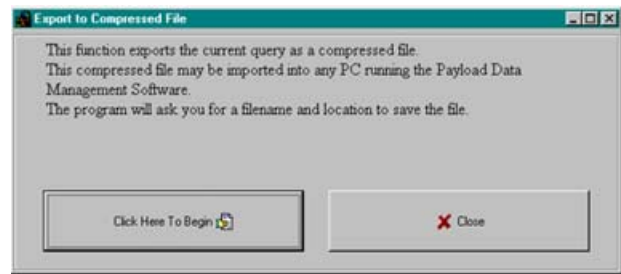 Export to Compressed File
This function exports the current query as a compressed file.
This compressed file may be imported into any PC running the Payload Data
Management Software.
The program will ask you for a filename and location to save the file.
Click Here To Begin
Close